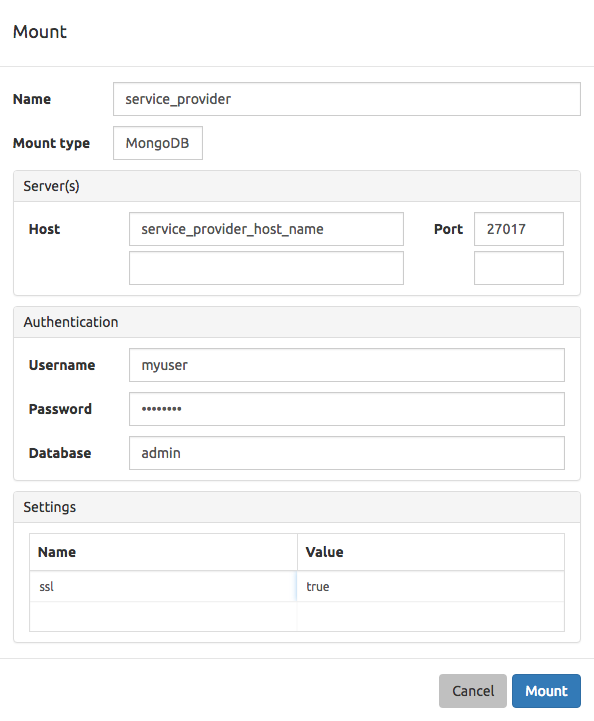 Mount
Name service_provider
Mount type MongoDB
Server(s)
Host service_provider_host_name Port 27017
Authentication
Username myuser
Password ••••••••
Database admin
Settings
Name Value
ssl true
Cancel Mount